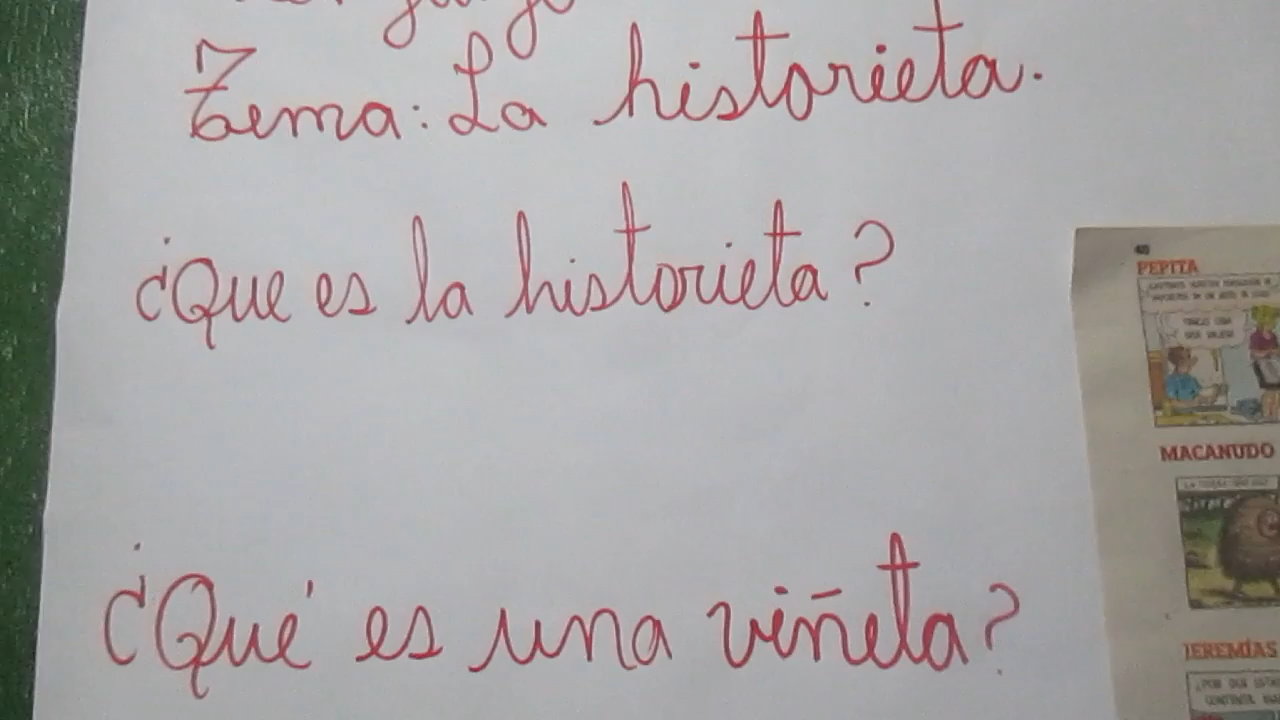 Tema: La historieta.
¿Que es la historieta?
¿Qué es una viñeta?
PEPITA
MACANUDO
JEREMÍAS